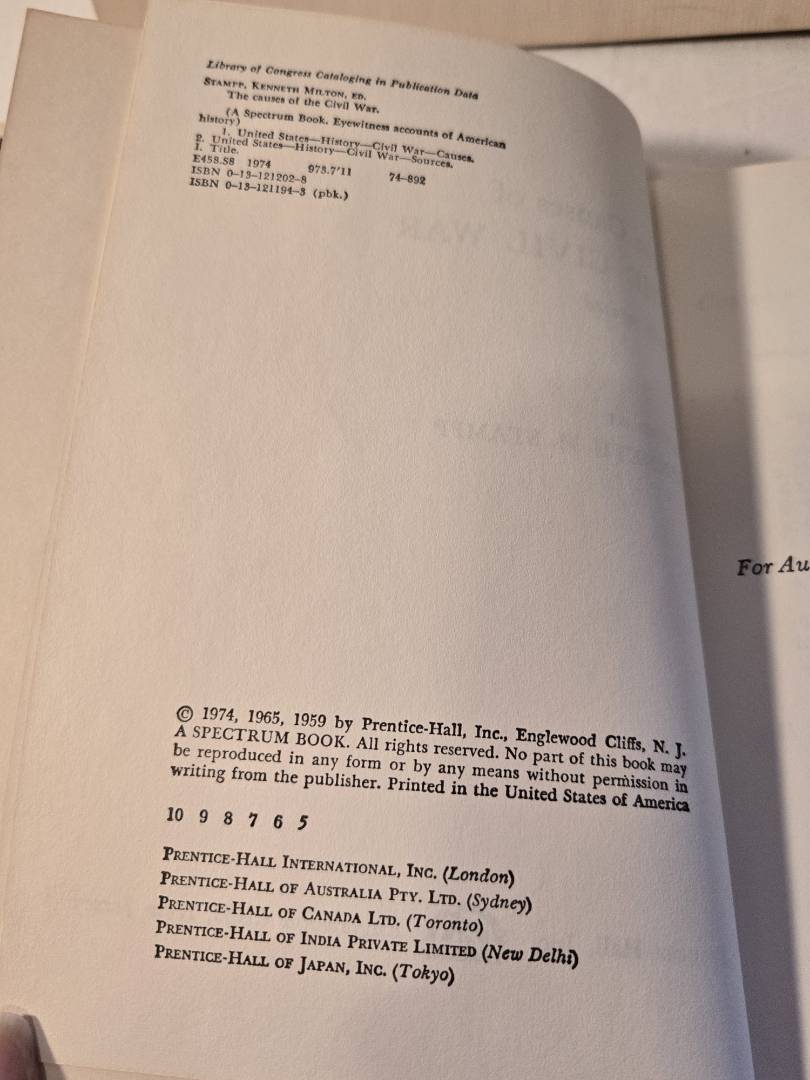 Library of Congress Cataloging in Publication Data
STAMPP, KENNETH MILTON, ED.
The causes of the Civil War.
(A Spectrum Book. Eyewitness accounts of American
history)
1. United States—History—Civil War—Causes.
2. United States—History—Civil War—Sources.
I. Title.
E458.S8 1974 973.7'11 74–892
ISBN 0–13–121202–8
ISBN 0–13–121194–3 (pbk.)
For Au
© 1974, 1965, 1959 by Prentice-Hall, Inc., Englewood Cliffs, N. J.
A SPECTRUM BOOK. All rights reserved. No part of this book may
be reproduced in any form or by any means without permission in
writing from the publisher. Printed in the United States of America
10 9 8 7 6 5
PRENTICE-HALL INTERNATIONAL, INC. (London)
PRENTICE-HALL OF AUSTRALIA PTY. LTD. (Sydney)
PRENTICE-HALL OF CANADA LTD. (Toronto)
PRENTICE-HALL OF INDIA PRIVATE LIMITED (New Delhi)
PRENTICE-HALL OF JAPAN, INC. (Tokyo)